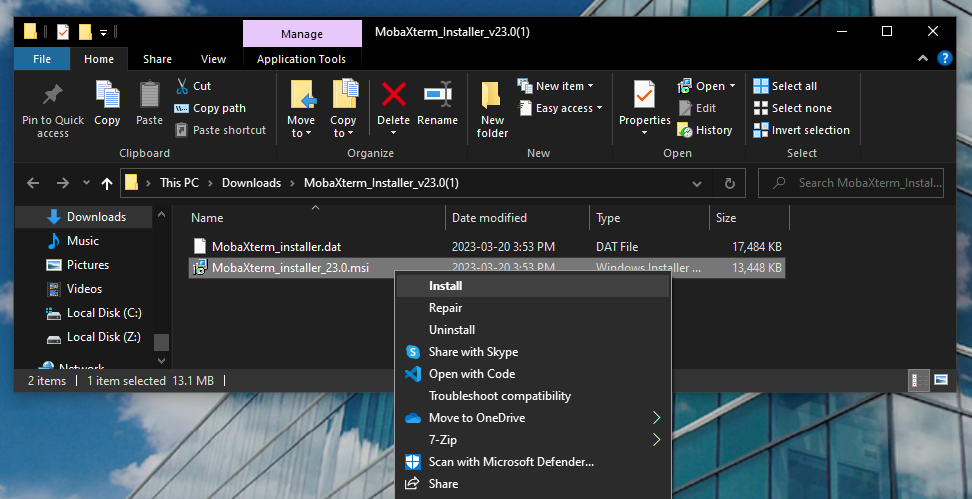 Manage
MobaXterm_Installer_v23.0(1)
File
Home
Share
View
Application Tools
Pin to Quick access
Copy
Paste
Cut
Copy path
Paste shortcut
Clipboard
Move to
Copy to
Delete
Rename
Organize
New folder
New item
Easy access
New
Properties
Open
Edit
History
Open
Select all
Select none
Invert selection
Select
This PC > Downloads > MobaXterm_Installer_v23.0(1)
Search MobaXterm_Instal...
Downloads
Music
Pictures
Videos
Local Disk (C:)
Local Disk (Z:)
Network
Name Date modified Type Size
MobaXterm_installer.dat 2023-03-20 3:53 PM DAT File 17,484 KB
MobaXterm_installer_23.0.msi 2023-03-20 3:53 PM Windows Installer ... 13,448 KB
Install
Repair
Uninstall
Share with Skype
Open with Code
Troubleshoot compatibility
Move to OneDrive
7-Zip
Scan with Microsoft Defender...
Share
2 items 1 item selected 13.1 MB